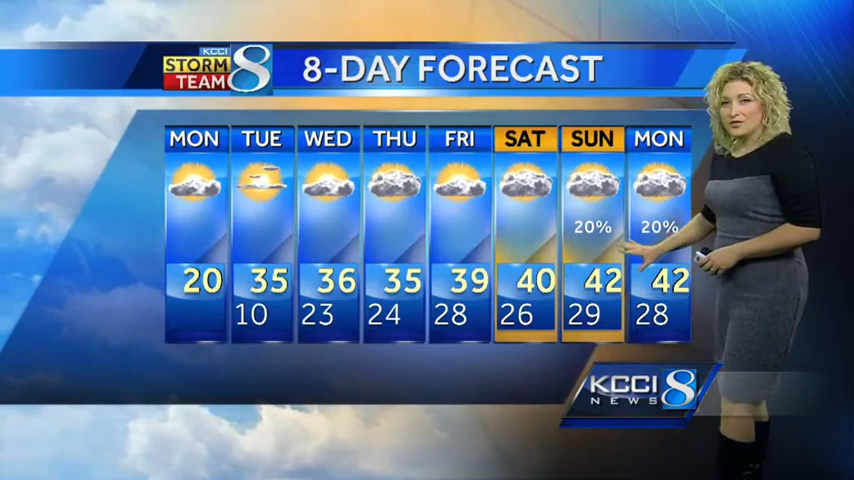 KCCI
STORM
TEAM
8
8-DAY FORECAST
MON TUE WED THU FRI SAT SUN MON
20% 20%
20 35 36 35 39 40 42 42
10 23 24 28 26 29 28
KCCI 8
NEWS